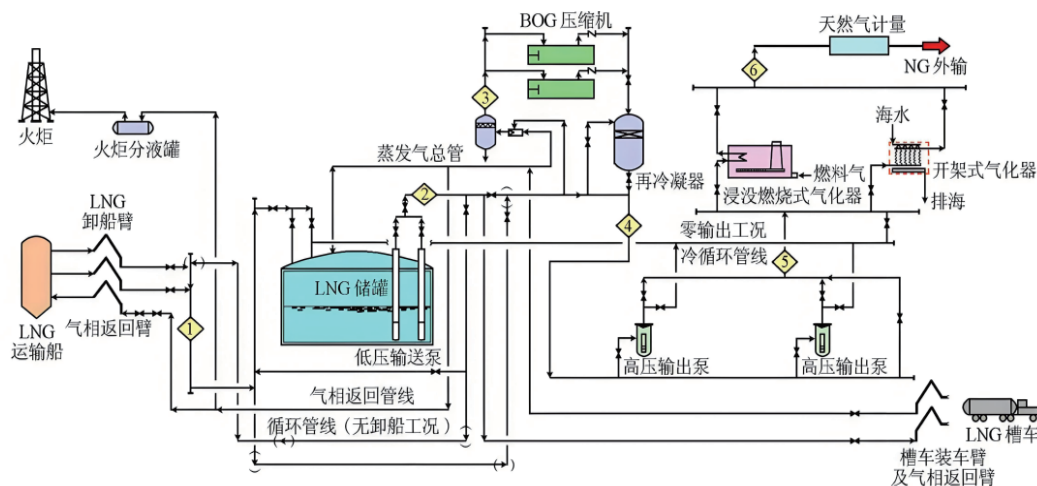 BOG 压缩机
天然气计量
NG 外输
6
3
火炬
火炬分液罐
海水
蒸发气总管
再冷凝器
燃料气
浸没燃烧式气化器
开架式气化器
排海
2
4
LNG
卸船臂
零输出工况
冷循环管线
5
LNG 储罐
1
LNG
运输船
气相返回臂
低压输送泵
高压输出泵
高压输出泵
气相返回管线
循环管线（无卸船工况）
LNG 槽车
槽车装车臂
及气相返回臂